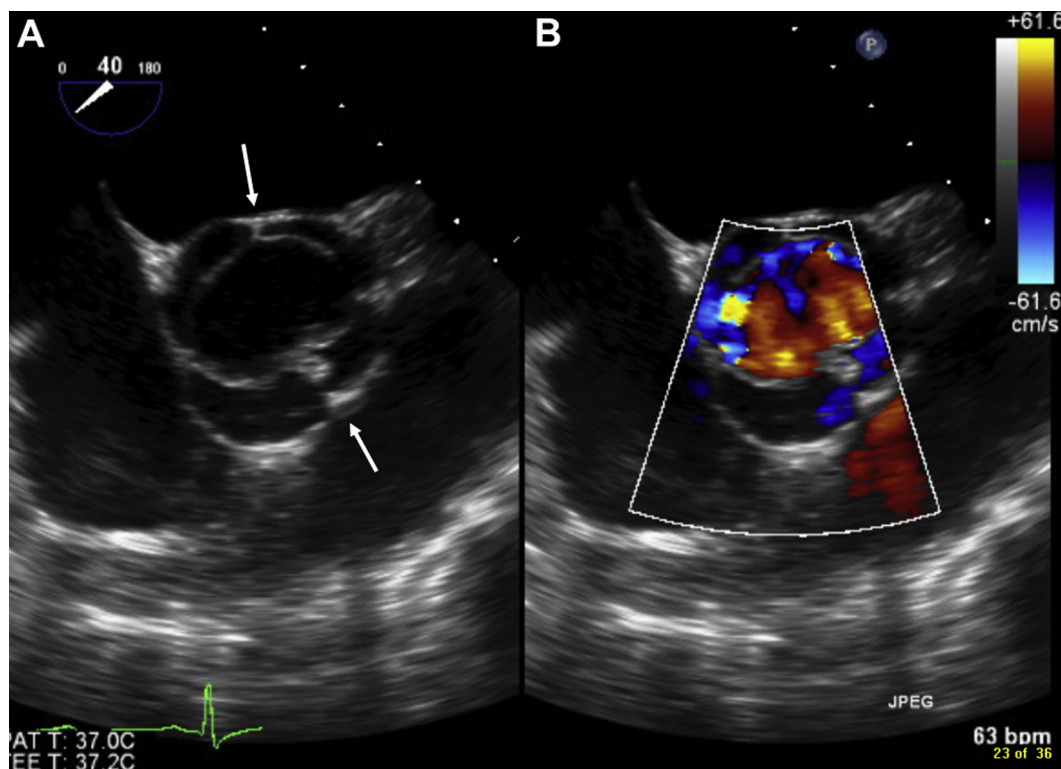 A
B
P
0 40 180
+61.6
-61.6
cm/s
JPEG
PAT T: 37.0C
TEE T: 37.2C
63 bpm
23 of 36